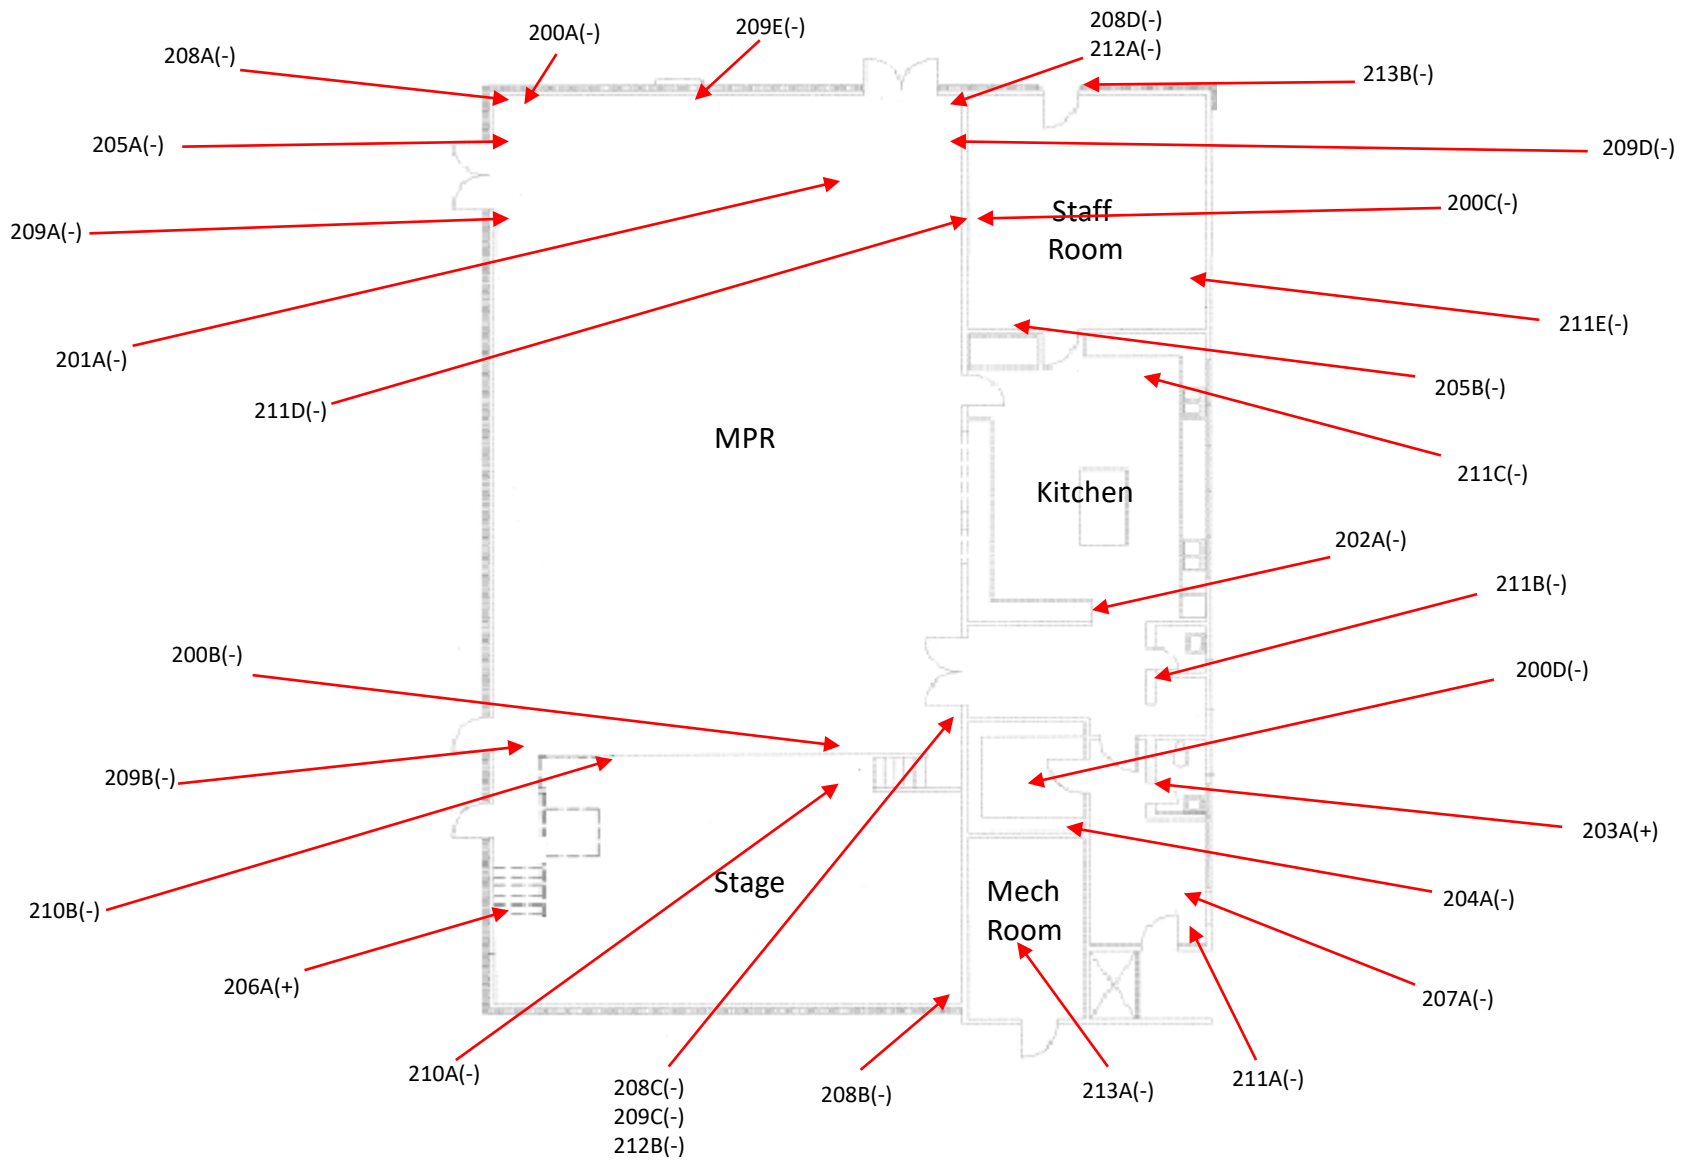 208A(-)
200A(-)
209E(-)
208D(-)
212A(-)
213B(-)
205A(-)
209D(-)
209A(-)
200C(-)
Staff
Room
201A(-)
211E(-)
211D(-)
205B(-)
MPR
211C(-)
Kitchen
202A(-)
211B(-)
200B(-)
200D(-)
209B(-)
203A(+)
210B(-)
Stage
Mech
Room
204A(-)
206A(+)
207A(-)
210A(-)
208C(-)
209C(-)
212B(-)
208B(-)
213A(-)
211A(-)